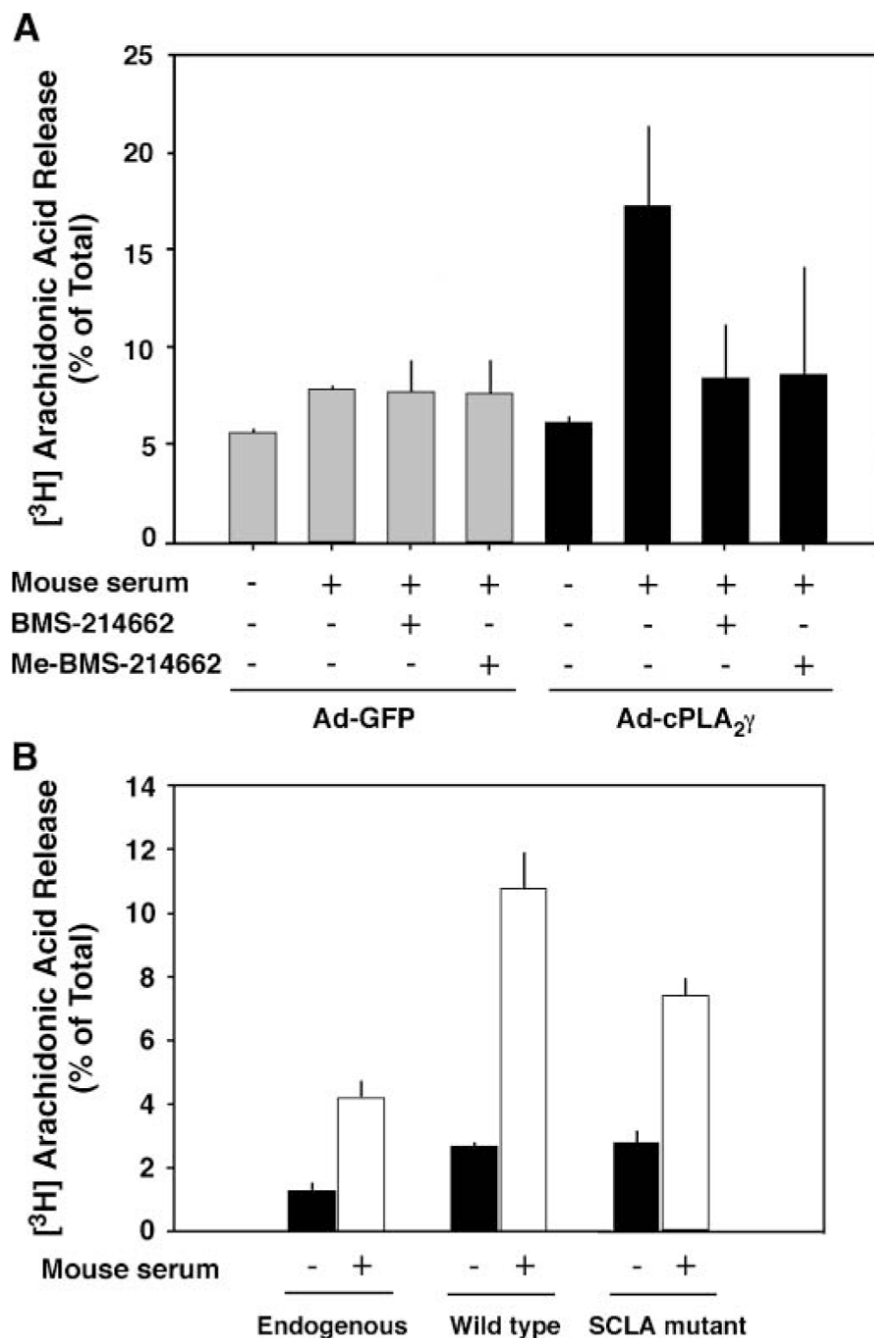 A
[³H] Arachidonic Acid Release
(% of Total)
25
20
15
10
5
0
Mouse serum - + + + - + + +
BMS-214662 - - + - - - + -
Me-BMS-214662 - - - + - - - +
Ad-GFP Ad-cPLA₂γ
B
[³H] Arachidonic Acid Release
(% of Total)
14
12
10
8
6
4
2
0
Mouse serum - + - + - +
Endogenous Wild type SCLA mutant